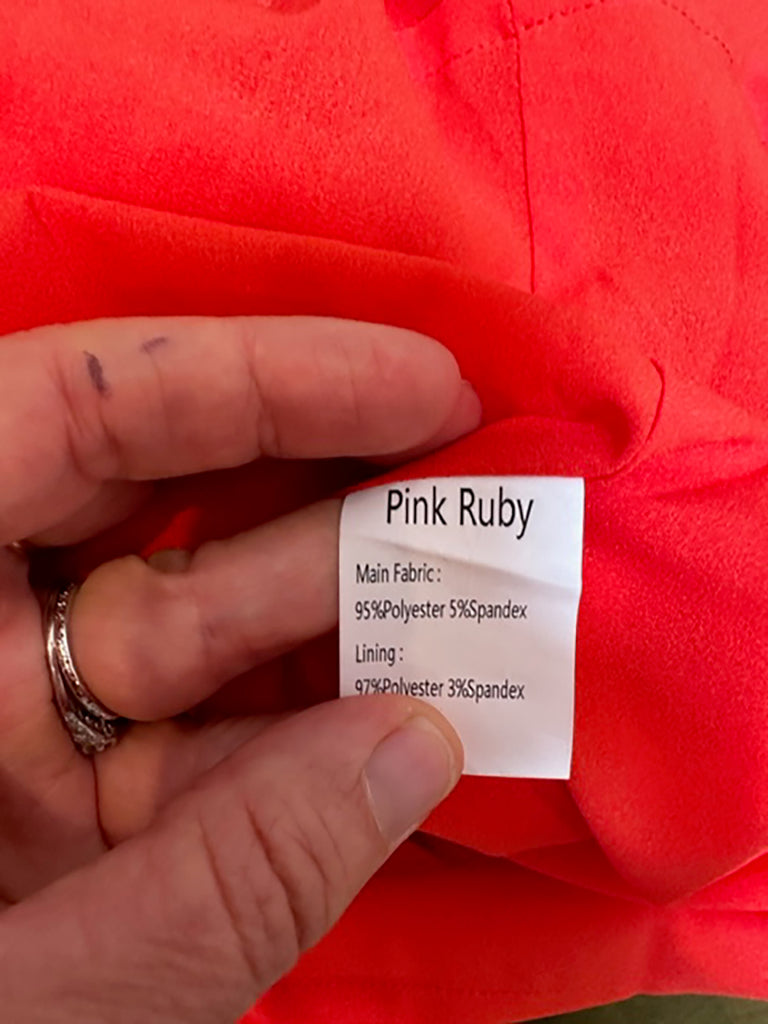 Pink Ruby
Main Fabric :
95%Polyester 5%Spandex
Lining :
97%Polyester 3%Spandex